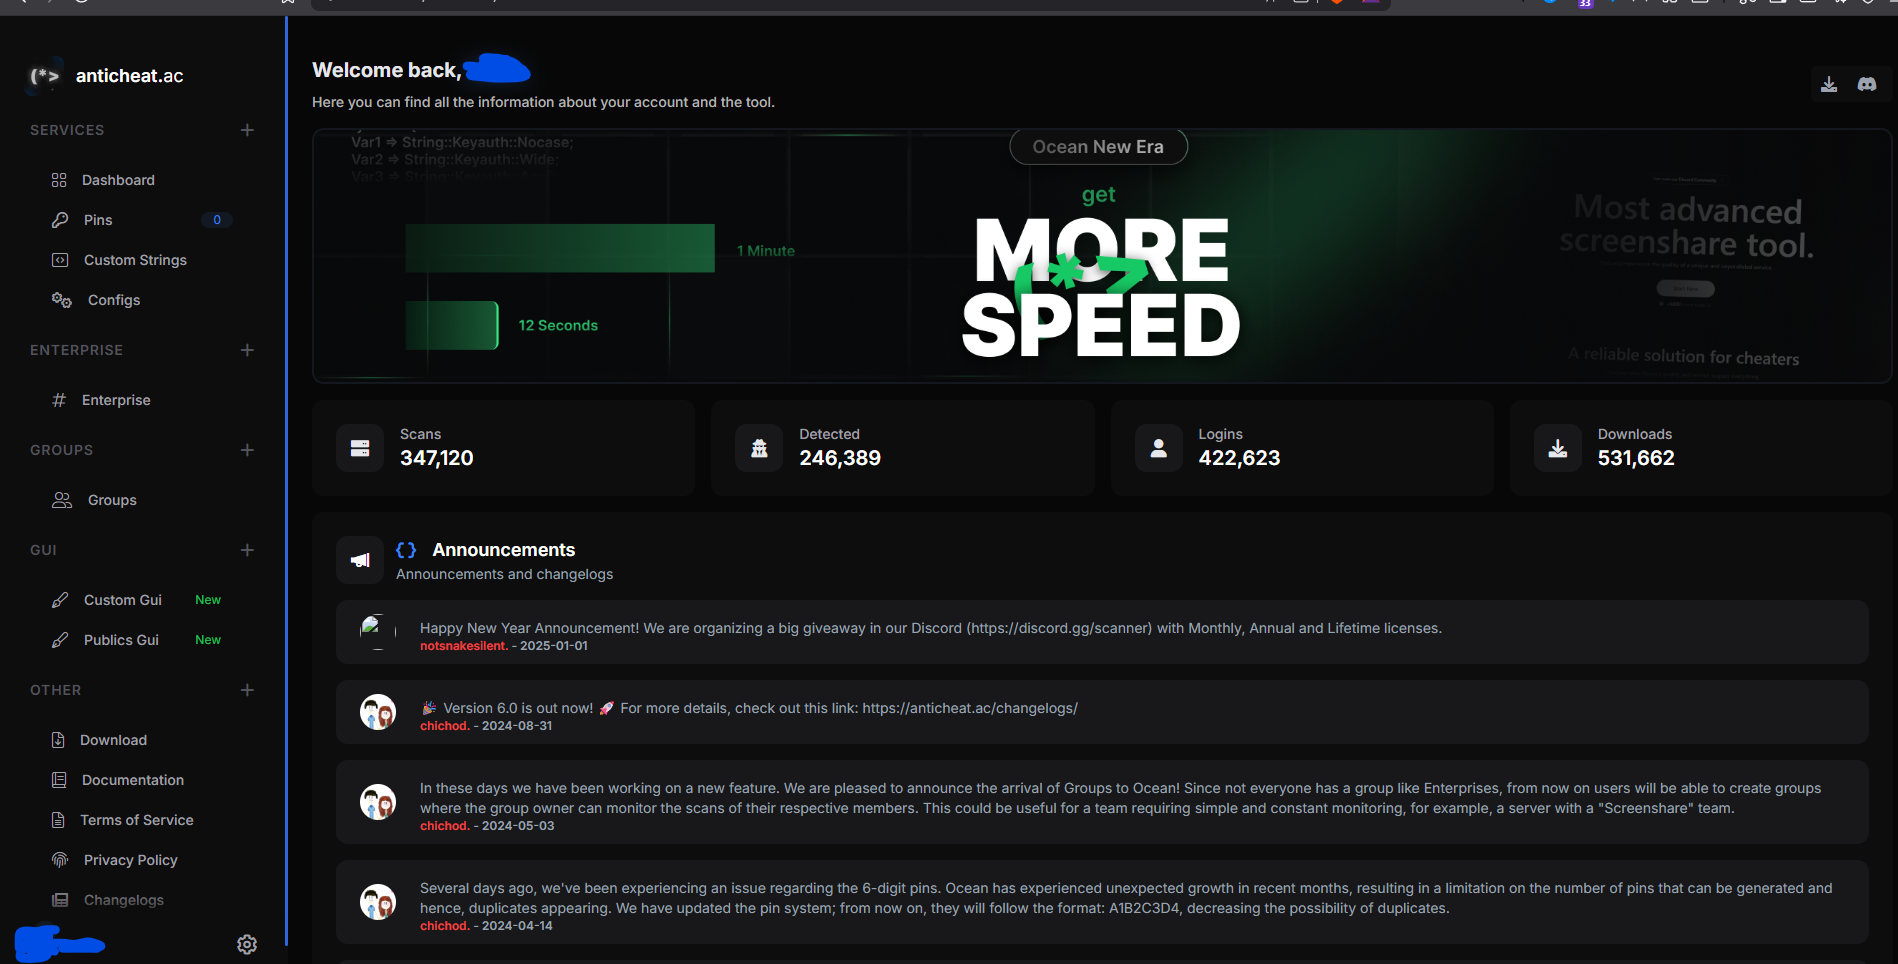 33
anticheat.ac
SERVICES
Dashboard
Pins 0
Custom Strings
Configs
ENTERPRISE
Enterprise
GROUPS
Groups
GUI
Custom Gui New
Publics Gui New
OTHER
Download
Documentation
Terms of Service
Privacy Policy
Changelogs
Welcome back,
Here you can find all the information about your account and the tool.
Var1 => String::Keyauth::Nocase;
Var2 => String::Keyauth::Wide;
1 Minute
12 Seconds
Ocean New Era
get
MORE
SPEED
Most advanced
screenshare tool.
A reliable solution for cheaters
Scans
347,120
Detected
246,389
Logins
422,623
Downloads
531,662
{} Announcements
Announcements and changelogs
Happy New Year Announcement! We are organizing a big giveaway in our Discord (https://discord.gg/scanner) with Monthly, Annual and Lifetime licenses.
notsnakesilent. - 2025-01-01
🎉 Version 6.0 is out now! 🚀 For more details, check out this link: https://anticheat.ac/changelogs/
chichod. - 2024-08-31
In these days we have been working on a new feature. We are pleased to announce the arrival of Groups to Ocean! Since not everyone has a group like Enterprises, from now on users will be able to create groups
where the group owner can monitor the scans of their respective members. This could be useful for a team requiring simple and constant monitoring, for example, a server with a "Screenshare" team.
chichod. - 2024-05-03
Several days ago, we've been experiencing an issue regarding the 6-digit pins. Ocean has experienced unexpected growth in recent months, resulting in a limitation on the number of pins that can be generated and
hence, duplicates appearing. We have updated the pin system; from now on, they will follow the format: A1B2C3D4, decreasing the possibility of duplicates.
chichod. - 2024-04-14